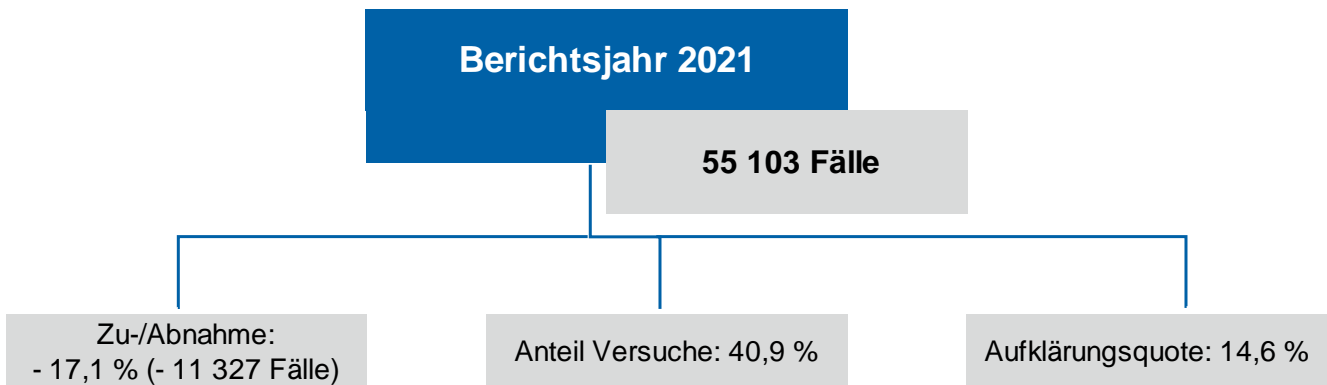 Berichtsjahr 2021
55 103 Fälle
Zu-/Abnahme:
- 17,1 % (- 11 327 Fälle)
Anteil Versuche: 40,9 %
Aufklärungsquote: 14,6 %